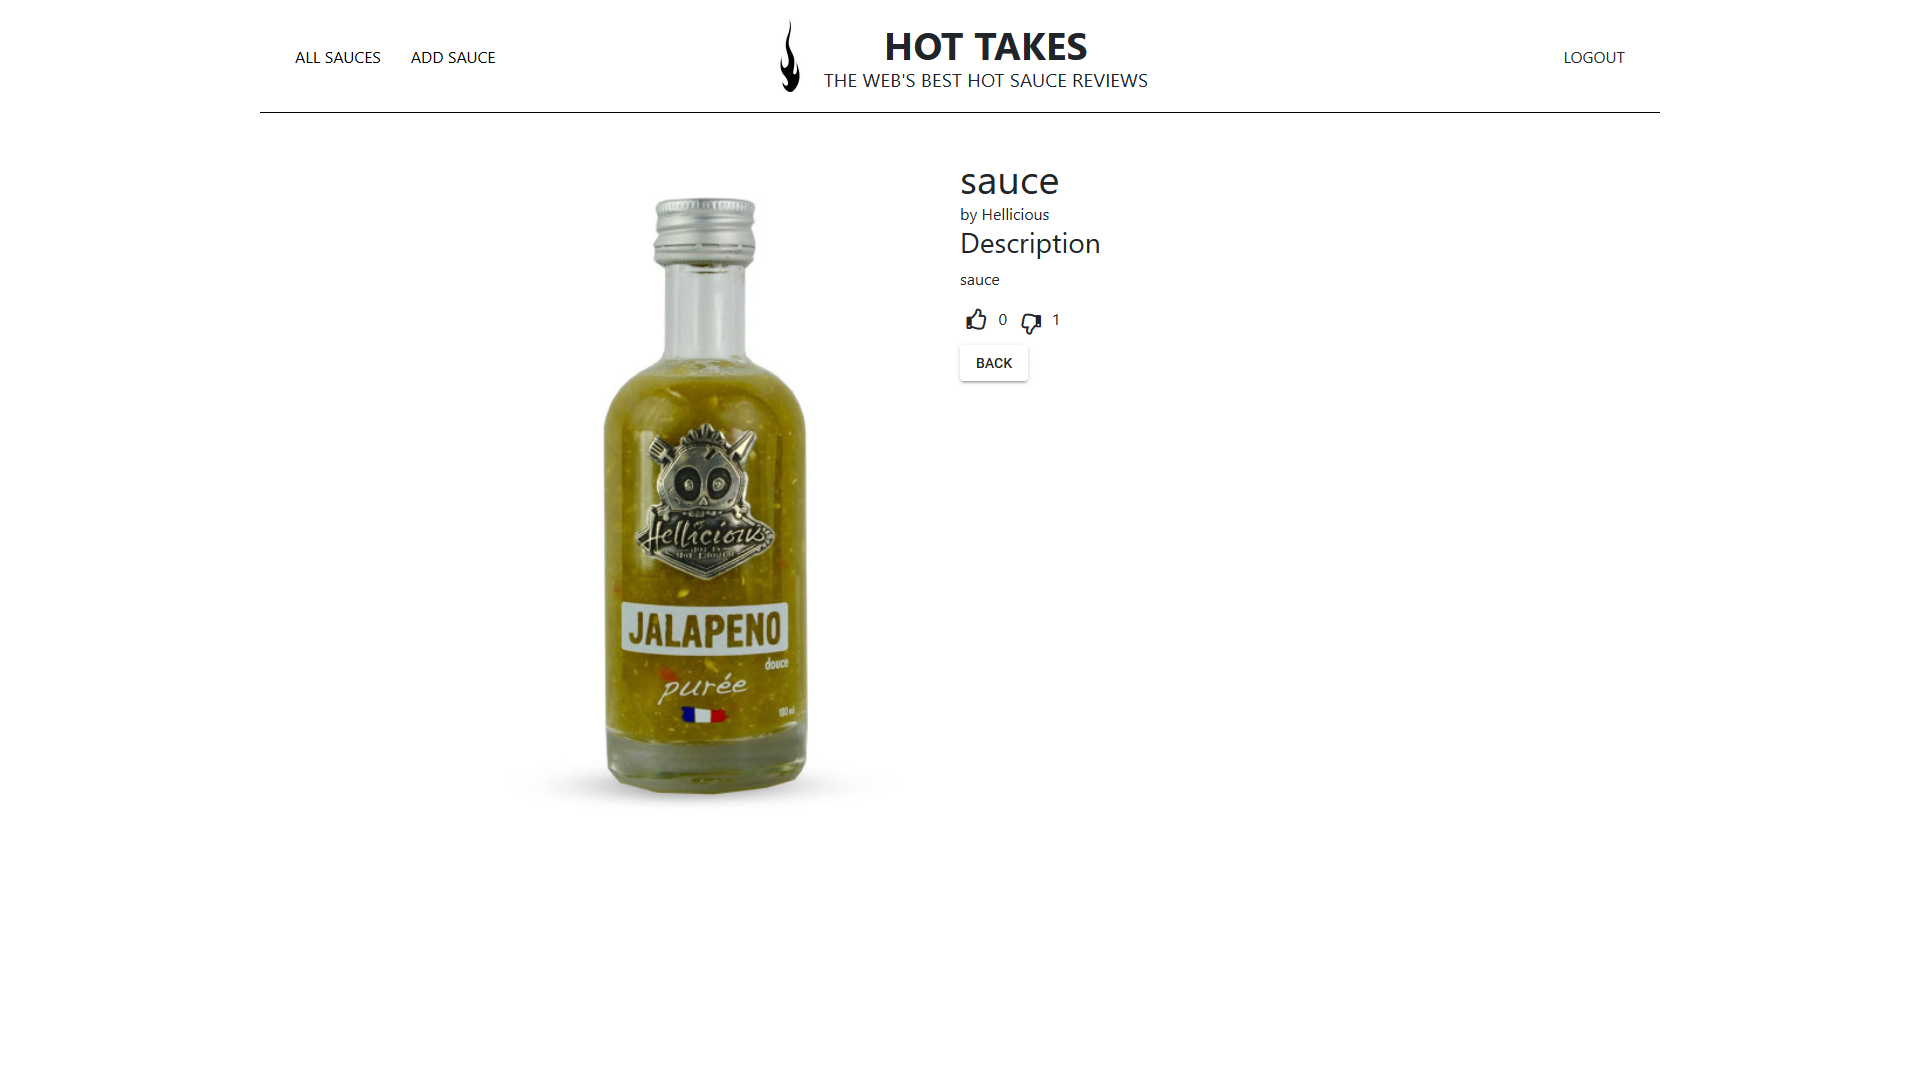 ALL SAUCES
ADD SAUCE
HOT TAKES
THE WEB'S BEST HOT SAUCE REVIEWS
LOGOUT
sauce
by Hellicious
Description
sauce
0
1
BACK
Hellicious
JALAPENO
douce
purée
100 ml